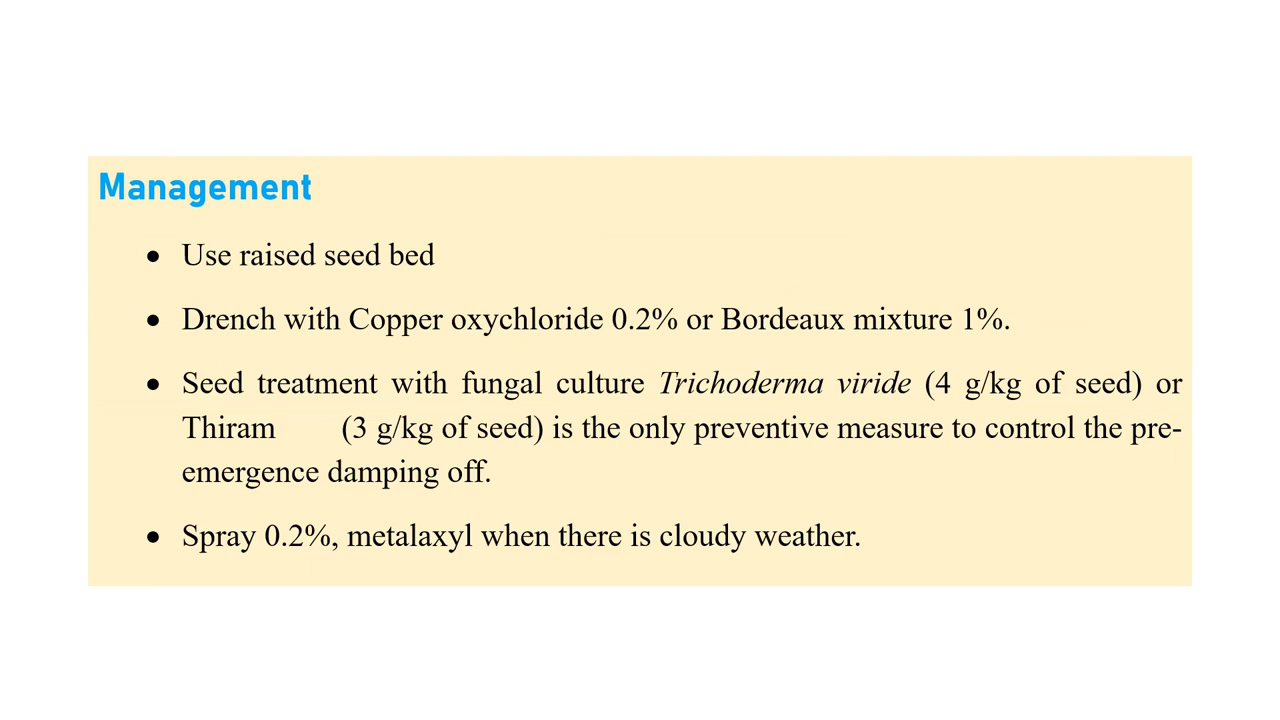 Management
• Use raised seed bed
• Drench with Copper oxychloride 0.2% or Bordeaux mixture 1%.
• Seed treatment with fungal culture Trichoderma viride (4 g/kg of seed) or
Thiram (3 g/kg of seed) is the only preventive measure to control the pre-
emergence damping off.
• Spray 0.2%, metalaxyl when there is cloudy weather.